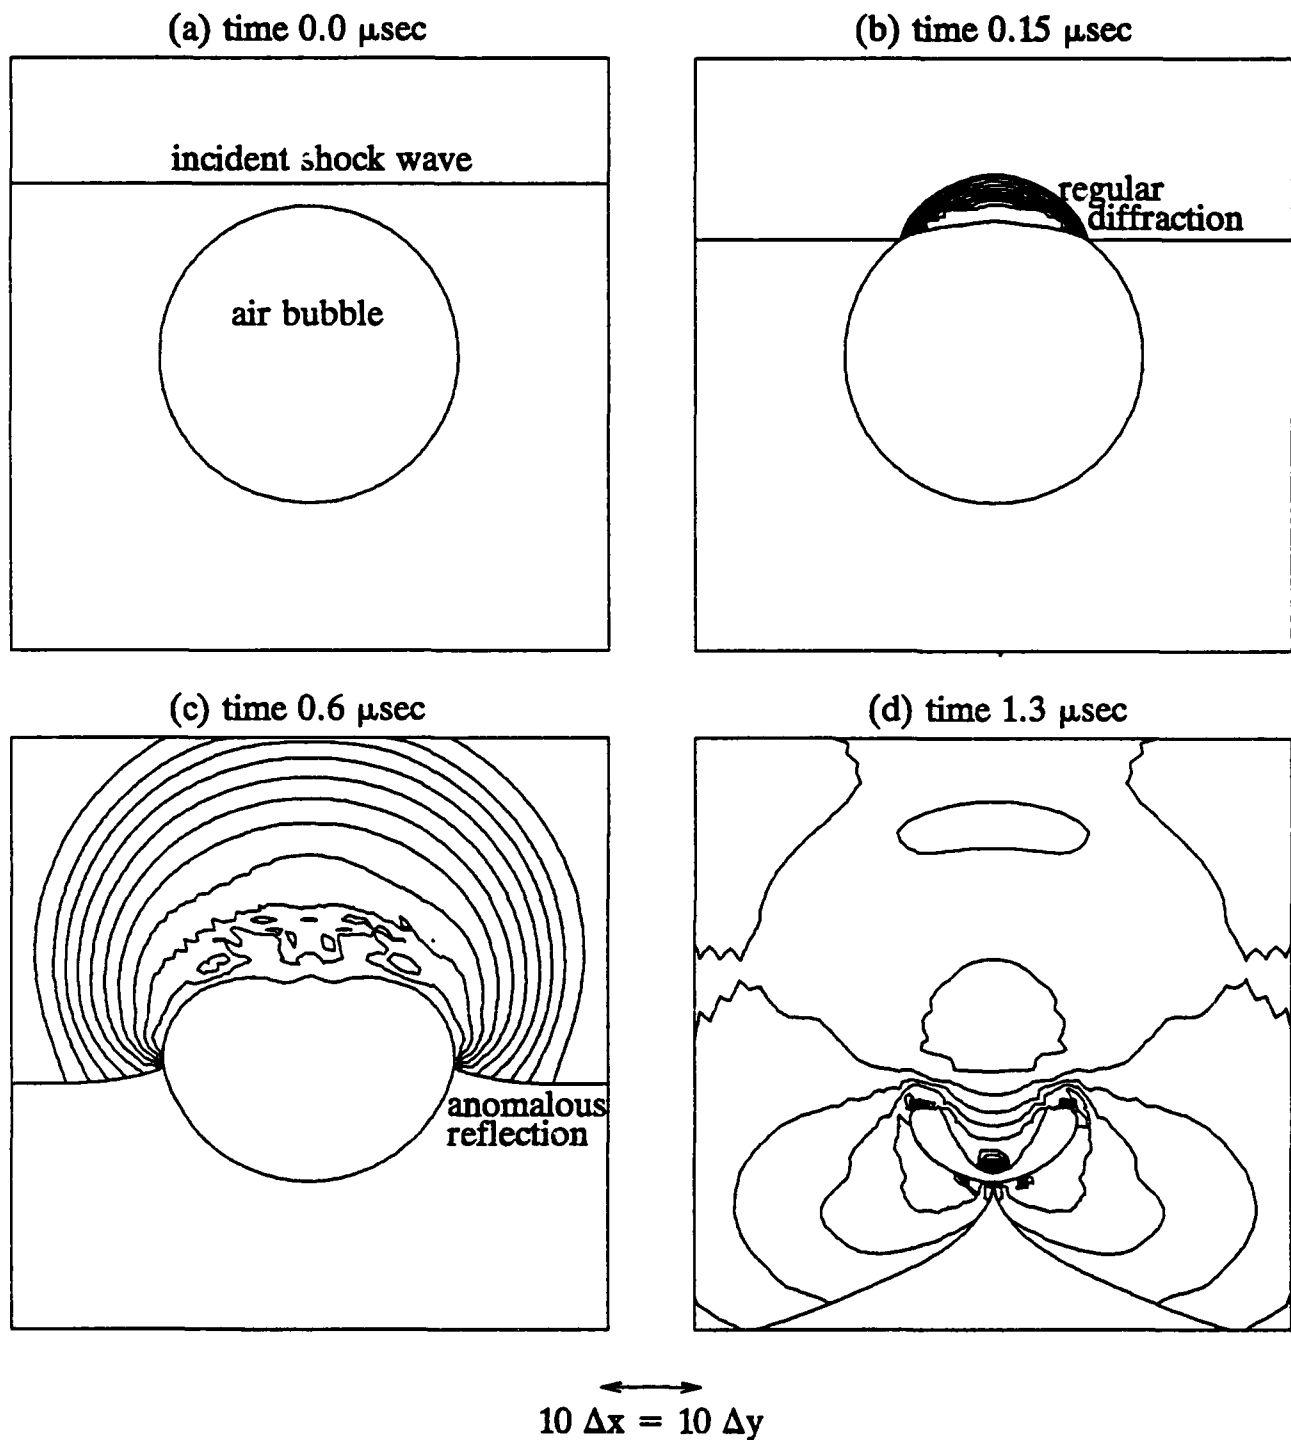 (a) time 0.0 μsec
(b) time 0.15 μsec
incident shock wave
air bubble
regular
diffraction
(c) time 0.6 μsec
(d) time 1.3 μsec
anomalous
reflection
10 Δx = 10 Δy